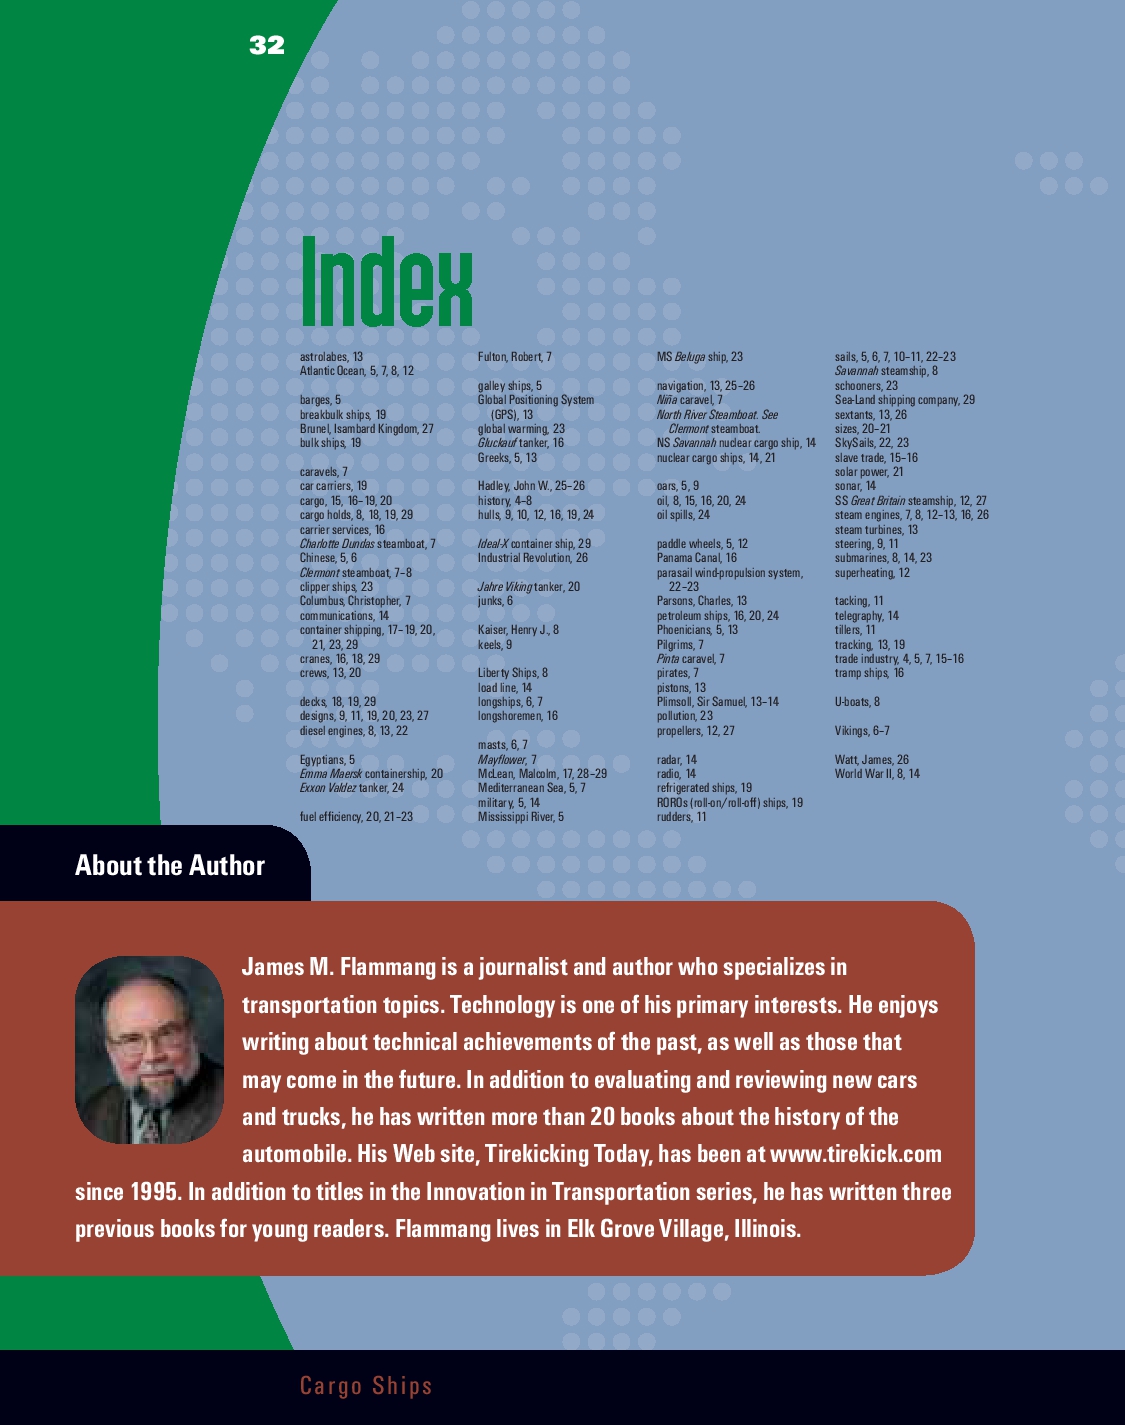 32
Index
astrolabes, 13
Atlantic Ocean, 5, 7, 8, 12
barges, 5
breakbulk ships, 19
Brunel, Isambard Kingdom, 27
bulk ships, 19
caravels, 7
car carriers, 19
cargo, 15, 16–19, 20
cargo holds, 8, 18, 19, 29
carrier services, 16
Charlotte Dundas steamboat, 7
Chinese, 5, 6
Clermont steamboat, 7–8
clipper ships, 23
Columbus, Christopher, 7
communications, 14
container shipping, 17–19, 20,
21, 23, 29
cranes, 16, 18, 29
crews, 13, 20
decks, 18, 19, 29
designs, 9, 11, 19, 20, 23, 27
diesel engines, 8, 13, 22
Egyptians, 5
Emma Maersk containership, 20
Exxon Valdez tanker, 24
fuel efficiency, 20, 21–23
Fulton, Robert, 7
galley ships, 5
Global Positioning System
(GPS), 13
global warming, 23
Gluckauf tanker, 16
Greeks, 5, 13
Hadley, John W., 25–26
history, 4–8
hulls, 9, 10, 12, 16, 19, 24
Ideal-X container ship, 29
Industrial Revolution, 26
Jahre Viking tanker, 20
junks, 6
Kaiser, Henry J., 8
keels, 9
Liberty Ships, 8
load line, 14
longships, 6, 7
longshoremen, 16
masts, 6, 7
Mayflower, 7
McLean, Malcolm, 17, 28–29
Mediterranean Sea, 5, 7
military, 5, 14
Mississippi River, 5
MS Beluga ship, 23
navigation, 13, 25–26
Niña caravel, 7
North River Steamboat. See
Clermont steamboat.
NS Savannah nuclear cargo ship, 14
nuclear cargo ships, 14, 21
oars, 5, 9
oil, 8, 15, 16, 20, 24
oil spills, 24
paddle wheels, 5, 12
Panama Canal, 16
parasail wind-propulsion system,
22–23
Parsons, Charles, 13
petroleum ships, 16, 20, 24
Phoenicians, 5, 13
Pilgrims, 7
Pinta caravel, 7
pirates, 7
pistons, 13
Plimsoll, Sir Samuel, 13–14
pollution, 23
propellers, 12, 27
radar, 14
radio, 14
refrigerated ships, 19
ROROs (roll-on/roll-off) ships, 19
rudders, 11
sails, 5, 6, 7, 10–11, 22–23
Savannah steamship, 8
schooners, 23
Sea-Land shipping company, 29
sextants, 13, 26
sizes, 20–21
SkySails, 22, 23
slave trade, 15–16
solar power, 21
sonar, 14
SS Great Britain steamship, 12, 27
steam engines, 7, 8, 12–13, 16, 26
steam turbines, 13
steering, 9, 11
submarines, 8, 14, 23
superheating, 12
tacking, 11
telegraphy, 14
tillers, 11
tracking, 13, 19
trade industry, 4, 5, 7, 15–16
tramp ships, 16
U-boats, 8
Vikings, 6–7
Watt, James, 26
World War II, 8, 14
About the Author
James M. Flammang is a journalist and author who specializes in
transportation topics. Technology is one of his primary interests. He enjoys
writing about technical achievements of the past, as well as those that
may come in the future. In addition to evaluating and reviewing new cars
and trucks, he has written more than 20 books about the history of the
automobile. His Web site, Tirekicking Today, has been at www.tirekick.com
since 1995. In addition to titles in the Innovation in Transportation series, he has written three
previous books for young readers. Flammang lives in Elk Grove Village, Illinois.
Cargo Ships